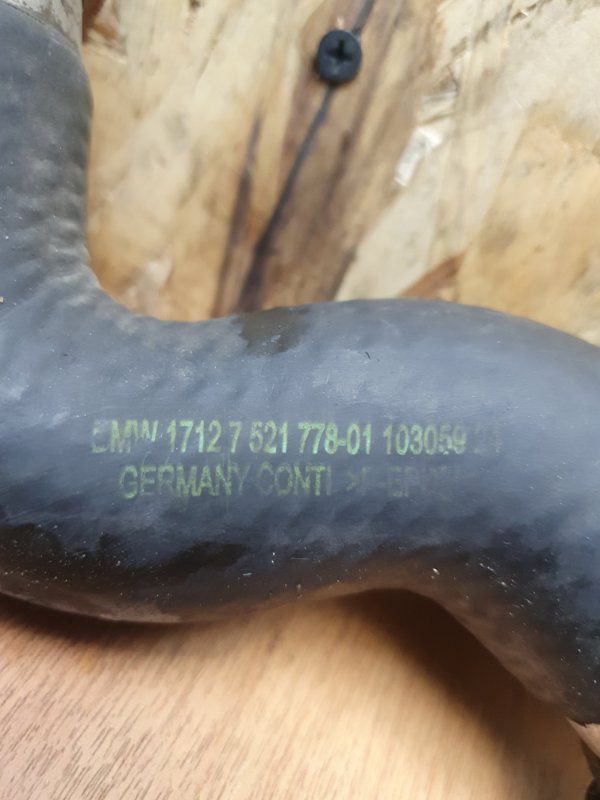 BMW 1712 7 521 778-01 103059
GERMANY CONTI